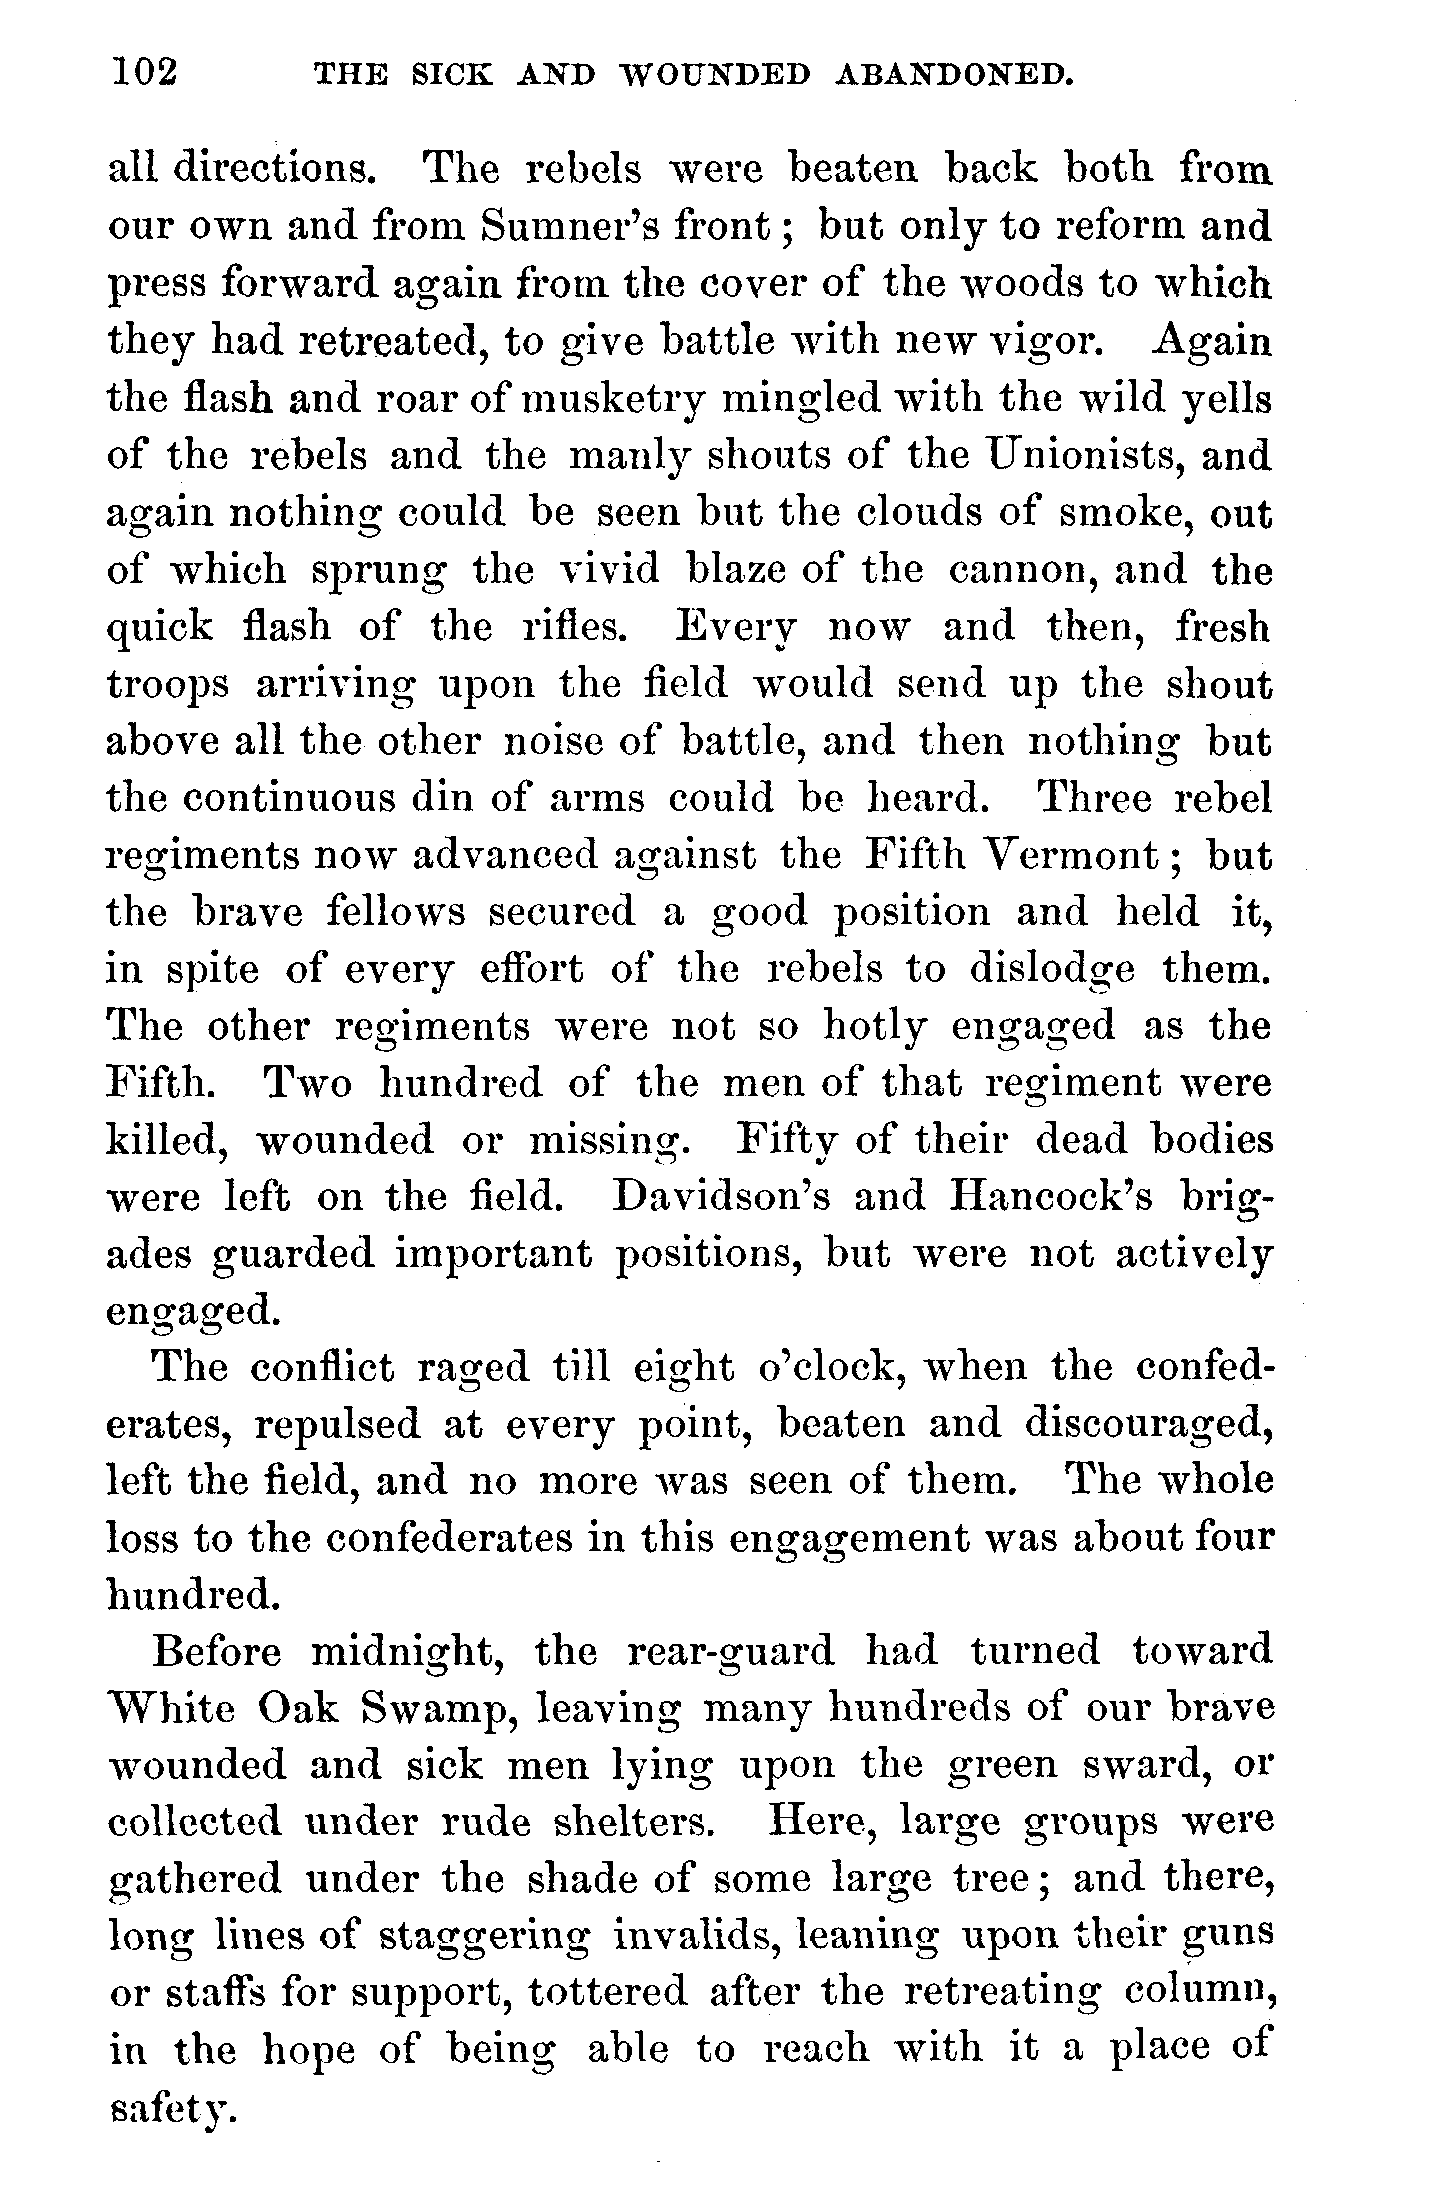 102 THE SICK AND WOUNDED ABANDONED.
all directions. The rebels were beaten back both from
our own and from Sumner's front ; but only to reform and
press forward again from the cover of the woods to which
they had retreated, to give battle with new vigor. Again
the flash and roar of musketry mingled with the wild yells
of the rebels and the manly shouts of the Unionists, and
again nothing could be seen but the clouds of smoke, out
of which sprung the vivid blaze of the cannon, and the
quick flash of the rifles. Every now and then, fresh
troops arriving upon the field would send up the shout
above all the other noise of battle, and then nothing but
the continuous din of arms could be heard. Three rebel
regiments now advanced against the Fifth Vermont ; but
the brave fellows secured a good position and held it,
in spite of every effort of the rebels to dislodge them.
The other regiments were not so hotly engaged as the
Fifth. Two hundred of the men of that regiment were
killed, wounded or missing. Fifty of their dead bodies
were left on the field. Davidson's and Hancock's brig-
ades guarded important positions, but were not actively
engaged.
The conflict raged till eight o'clock, when the confed-
erates, repulsed at every point, beaten and discouraged,
left the field, and no more was seen of them. The whole
loss to the confederates in this engagement was about four
hundred.
Before midnight, the rear-guard had turned toward
White Oak Swamp, leaving many hundreds of our brave
wounded and sick men lying upon the green sward, or
collected under rude shelters. Here, large groups were
gathered under the shade of some large tree ; and there,
long lines of staggering invalids, leaning upon their guns
or staffs for support, tottered after the retreating column,
in the hope of being able to reach with it a place of
safety.